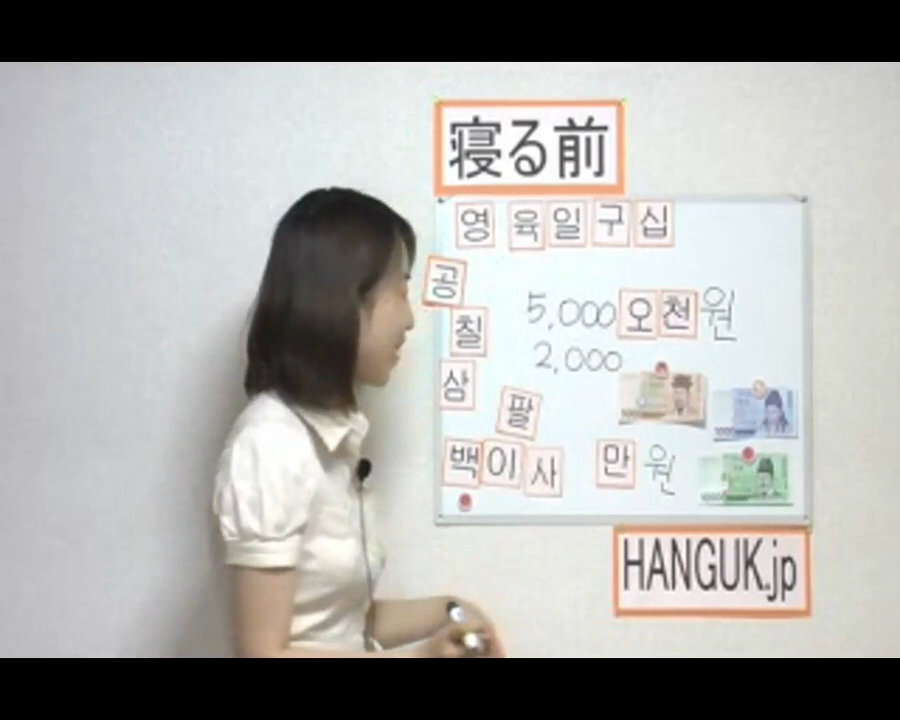 寝る前
영 육 일 구 십
공
5,000 오 천 원
칠
2,000
상
팔
백 이 사 만 원
HANGUK.jp